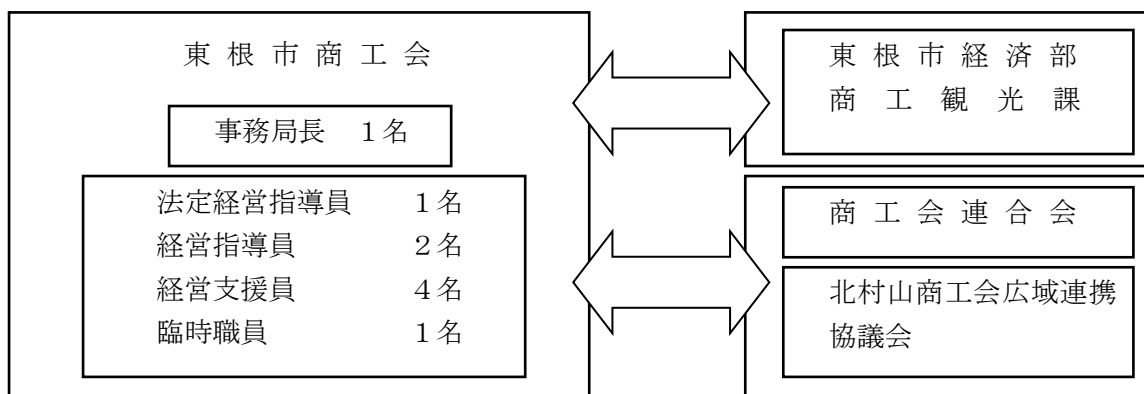 東根市商工会
事務局長　１名
法定経営指導員　１名
経営指導員　２名
経営支援員　４名
臨時職員　１名
東根市経済部
商工観光課
商工会連合会
北村山商工会広域連携
協議会